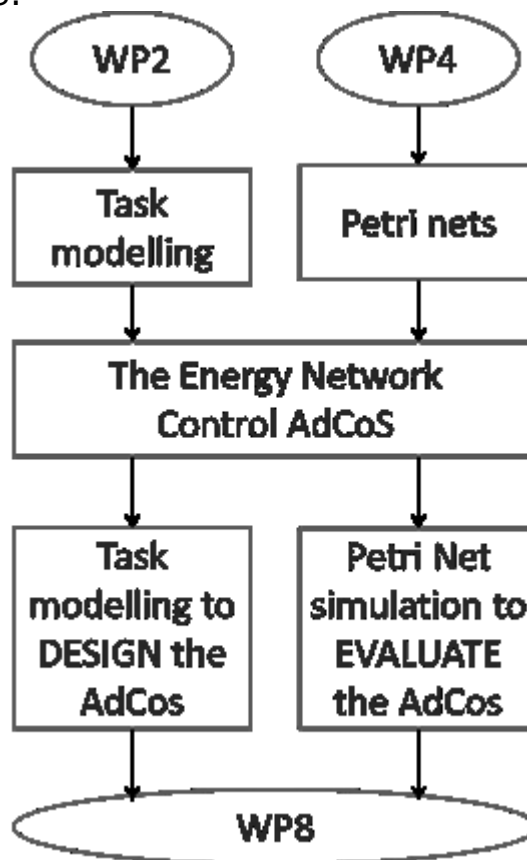 WP2
WP4
Task
modelling
Petri nets
The Energy Network
Control AdCoS
Task
modelling to
DESIGN the
AdCos
Petri Net
simulation to
EVALUATE
the AdCos
WP8